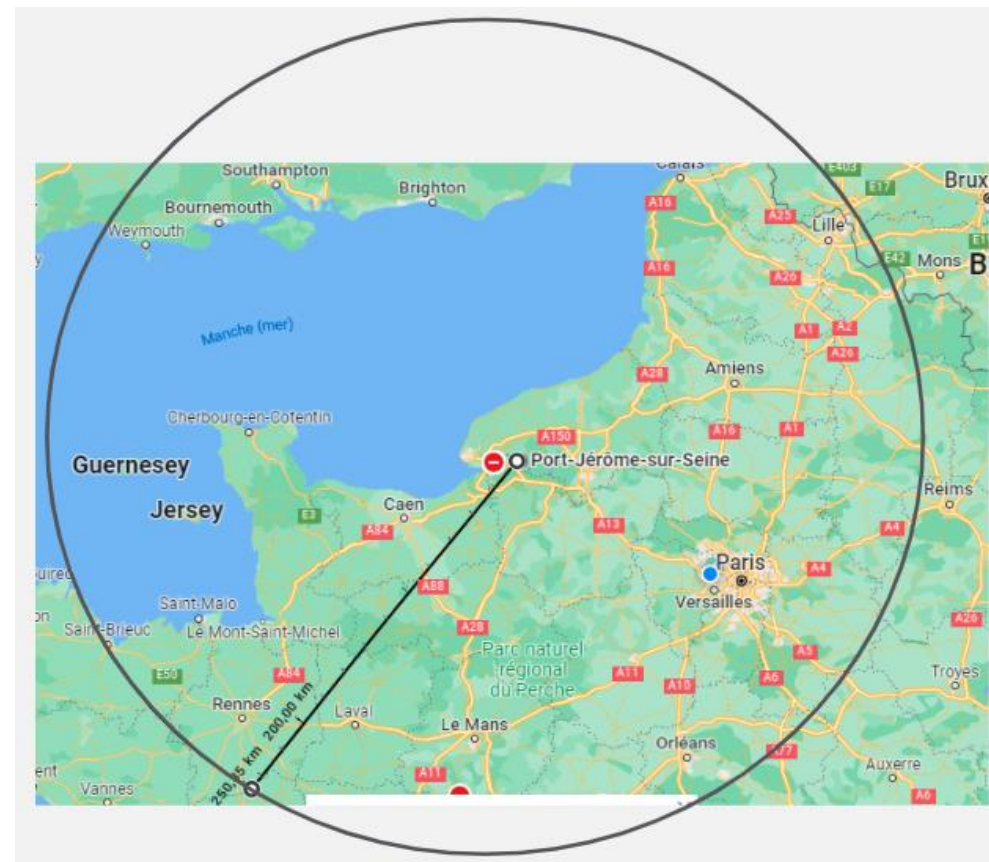 Southampton
Brighton
Calais
E403
E17
Brux
Bournemouth
A16
A25
Weymouth
Lille
E42
Mons
B
A16
A26
Manche (mer)
A1
A2
A26
A28
Amiens
Cherbourg-en-Cotentin
A150
A16
A1
Port-Jérôme-sur-Seine
Guernesey
Reims
Jersey
E3
Caen
A84
A13
A4
Paris
A4
A88
Versailles
Saint-Malo
Saint-Brieuc
Le Mont-Saint-Michel
A28
A26
Parc naturel
régional
du Perche
A5
E50
A84
A11
A10
A6
Troyes
Rennes
200,00 km
Laval
Le Mans
Orléans
A77
250,35 km
A11
Auxerre
Vannes
A6